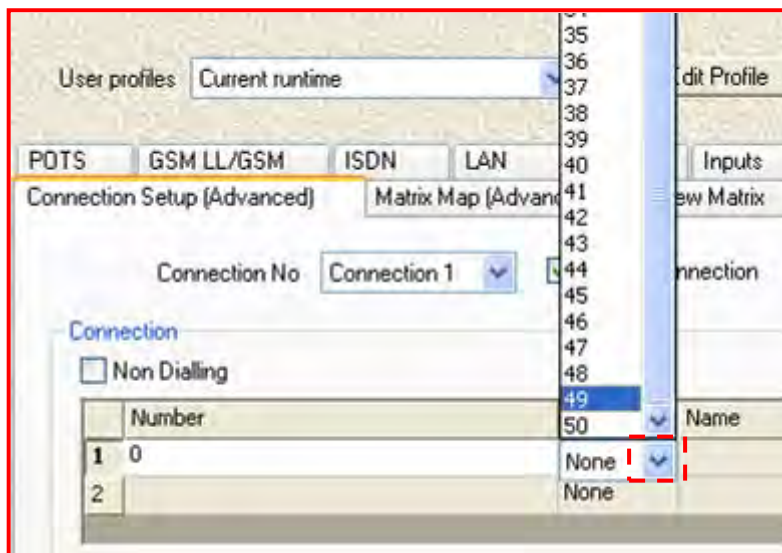 35
User profiles Current runtime 36 dit Profile
37
38
39
POTS GSM LL/GSM ISDN LAN 40 Inputs
41
Connection Setup (Advanced) Matrix Map (Advan ew Matrix
42
43
Connection No Connection 1 44 nnection
45
46
Connection
47
Non Dialling 48
49
Number 50 Name
1 0 None
2 None